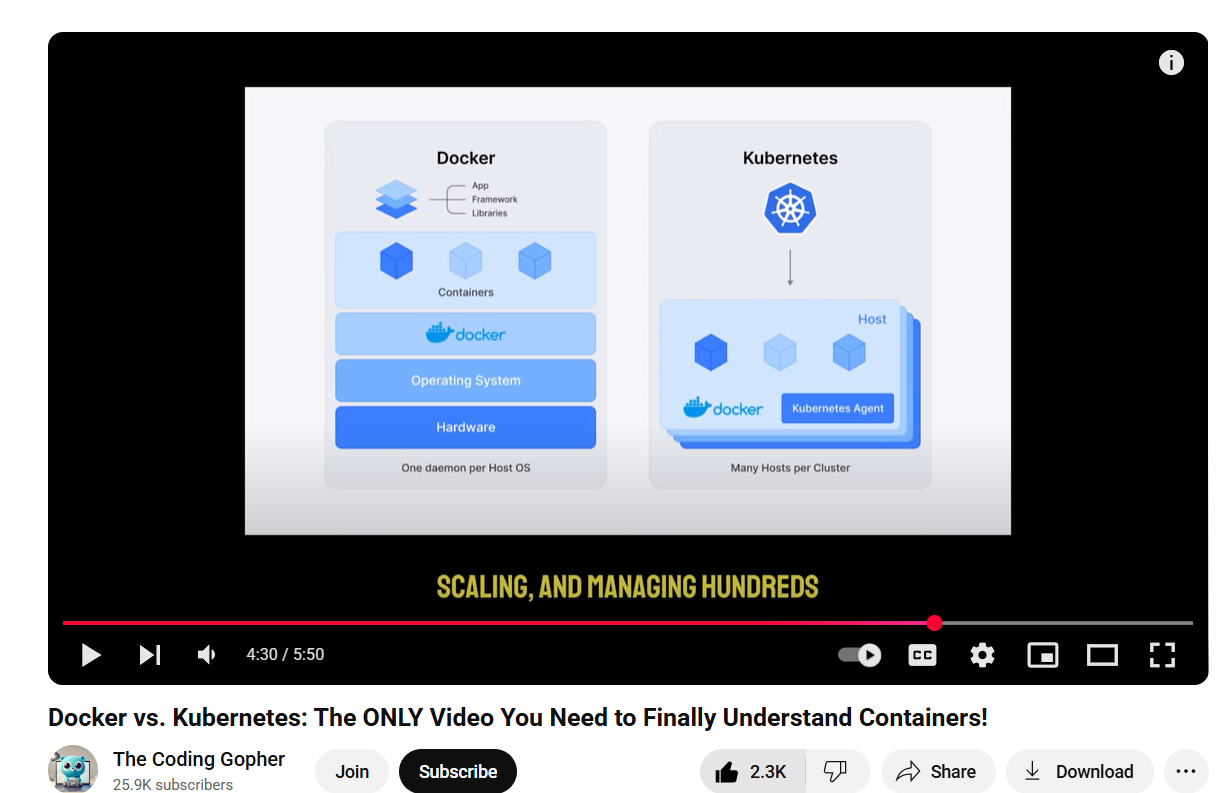 i
Docker
App
Framework
Libraries
Containers
docker
Operating System
Hardware
One daemon per Host OS
Kubernetes
Host
docker
Kubernetes Agent
Many Hosts per Cluster
SCALING, AND MANAGING HUNDREDS
4:30 / 5:50
CC
Docker vs. Kubernetes: The ONLY Video You Need to Finally Understand Containers!
The Coding Gopher
25.9K subscribers
Join
Subscribe
2.3K
Share
Download